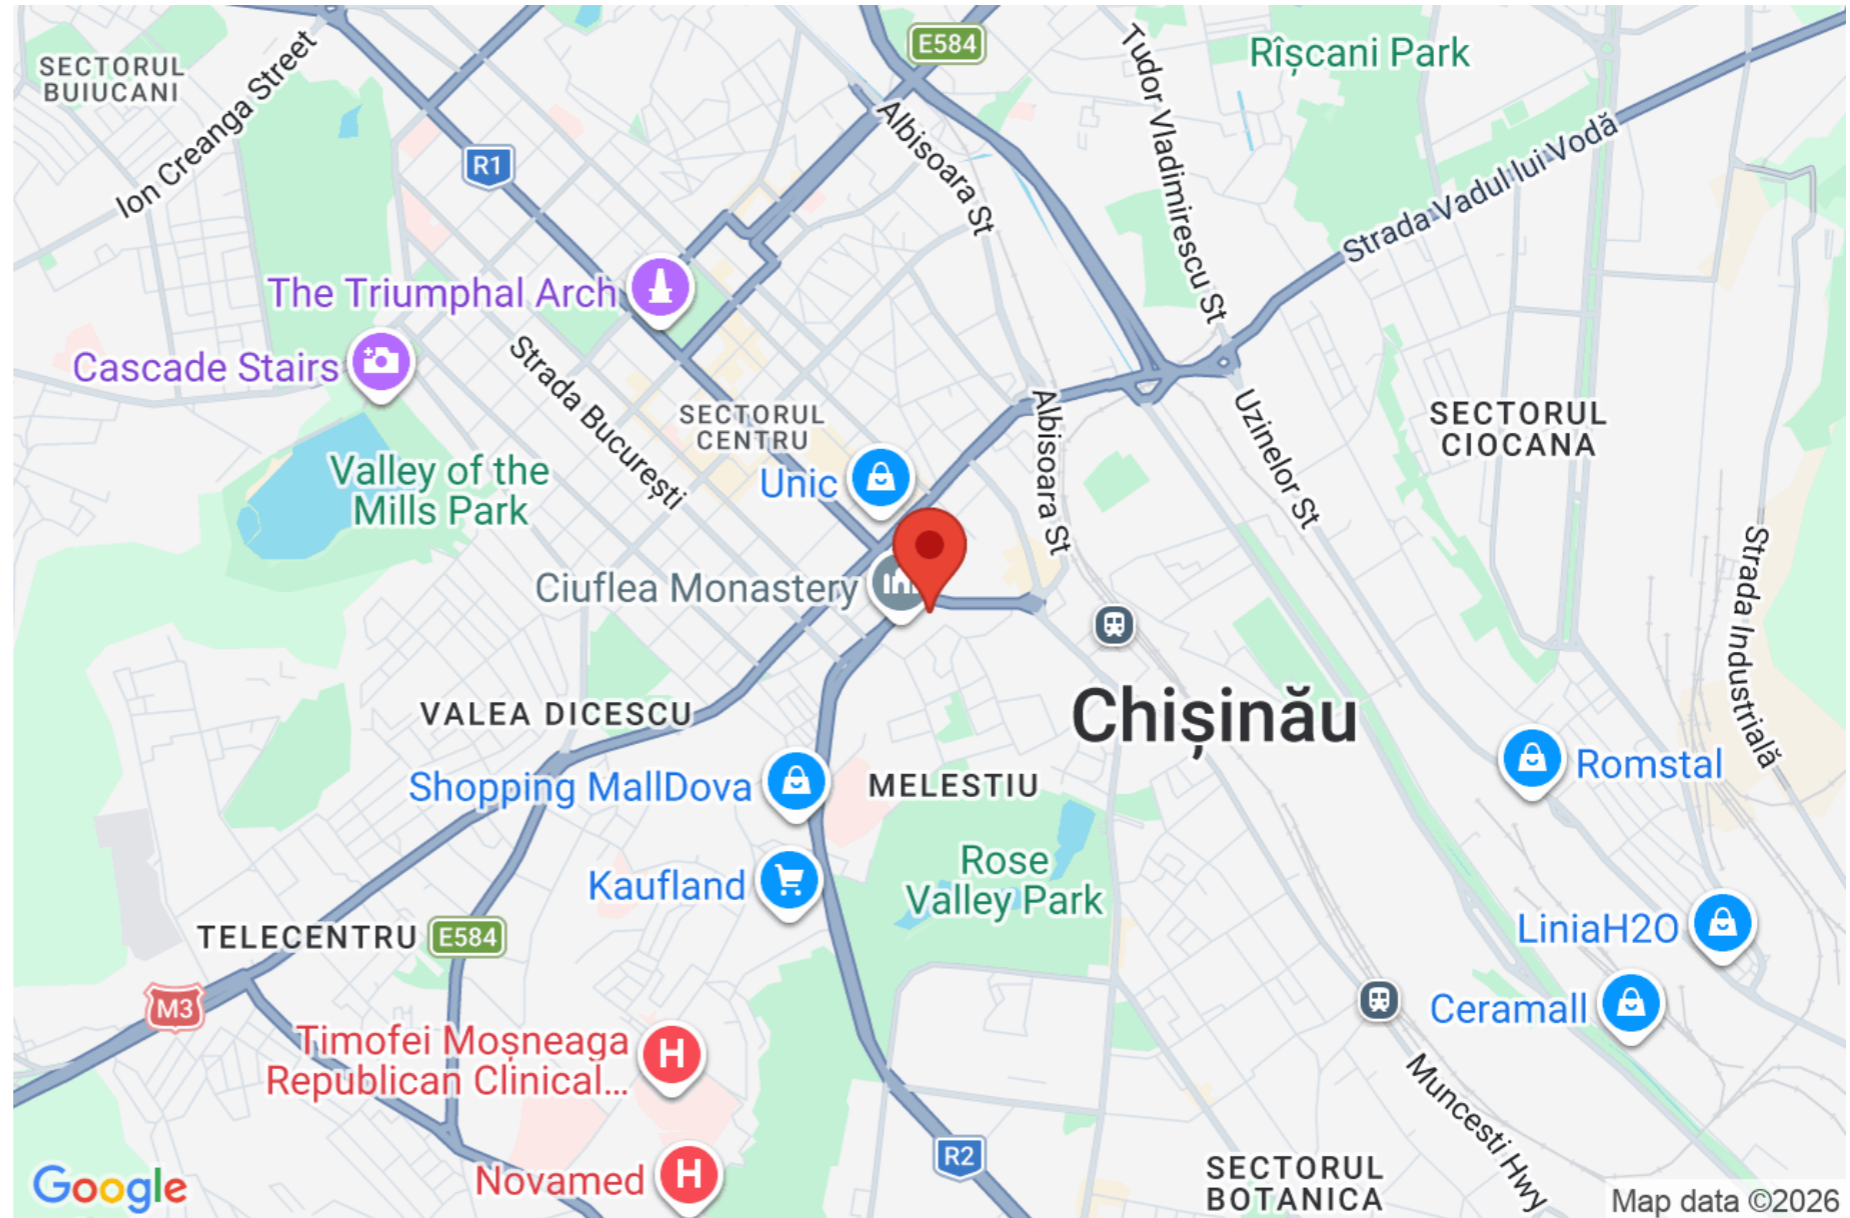 SECTORUL
BUIUCANI
Ion Creanga Street
R1
E584
Albisoara St
Tudor Vladimirescu St
Rîșcani Park
Strada Vadul lui Vodă
The Triumphal Arch
Cascade Stairs
Strada București
SECTORUL
CENTRU
Albisoara St
Uzinelor St
SECTORUL
CIOCANA
Valley of the
Mills Park
Unic
Ciuflea Monastery
Strada Industrială
VALEA DICESCU
Chișinău
Shopping MallDova
MELESTIU
Romstal
Kaufland
Rose
Valley Park
TELECENTRU
E584
LiniaH2O
M3
Ceramall
Timofei Moșneaga
Republican Clinical...
H
Muncesti Hwy
R2
Novamed
H
SECTORUL
BOTANICA
Google
Map data ©2026